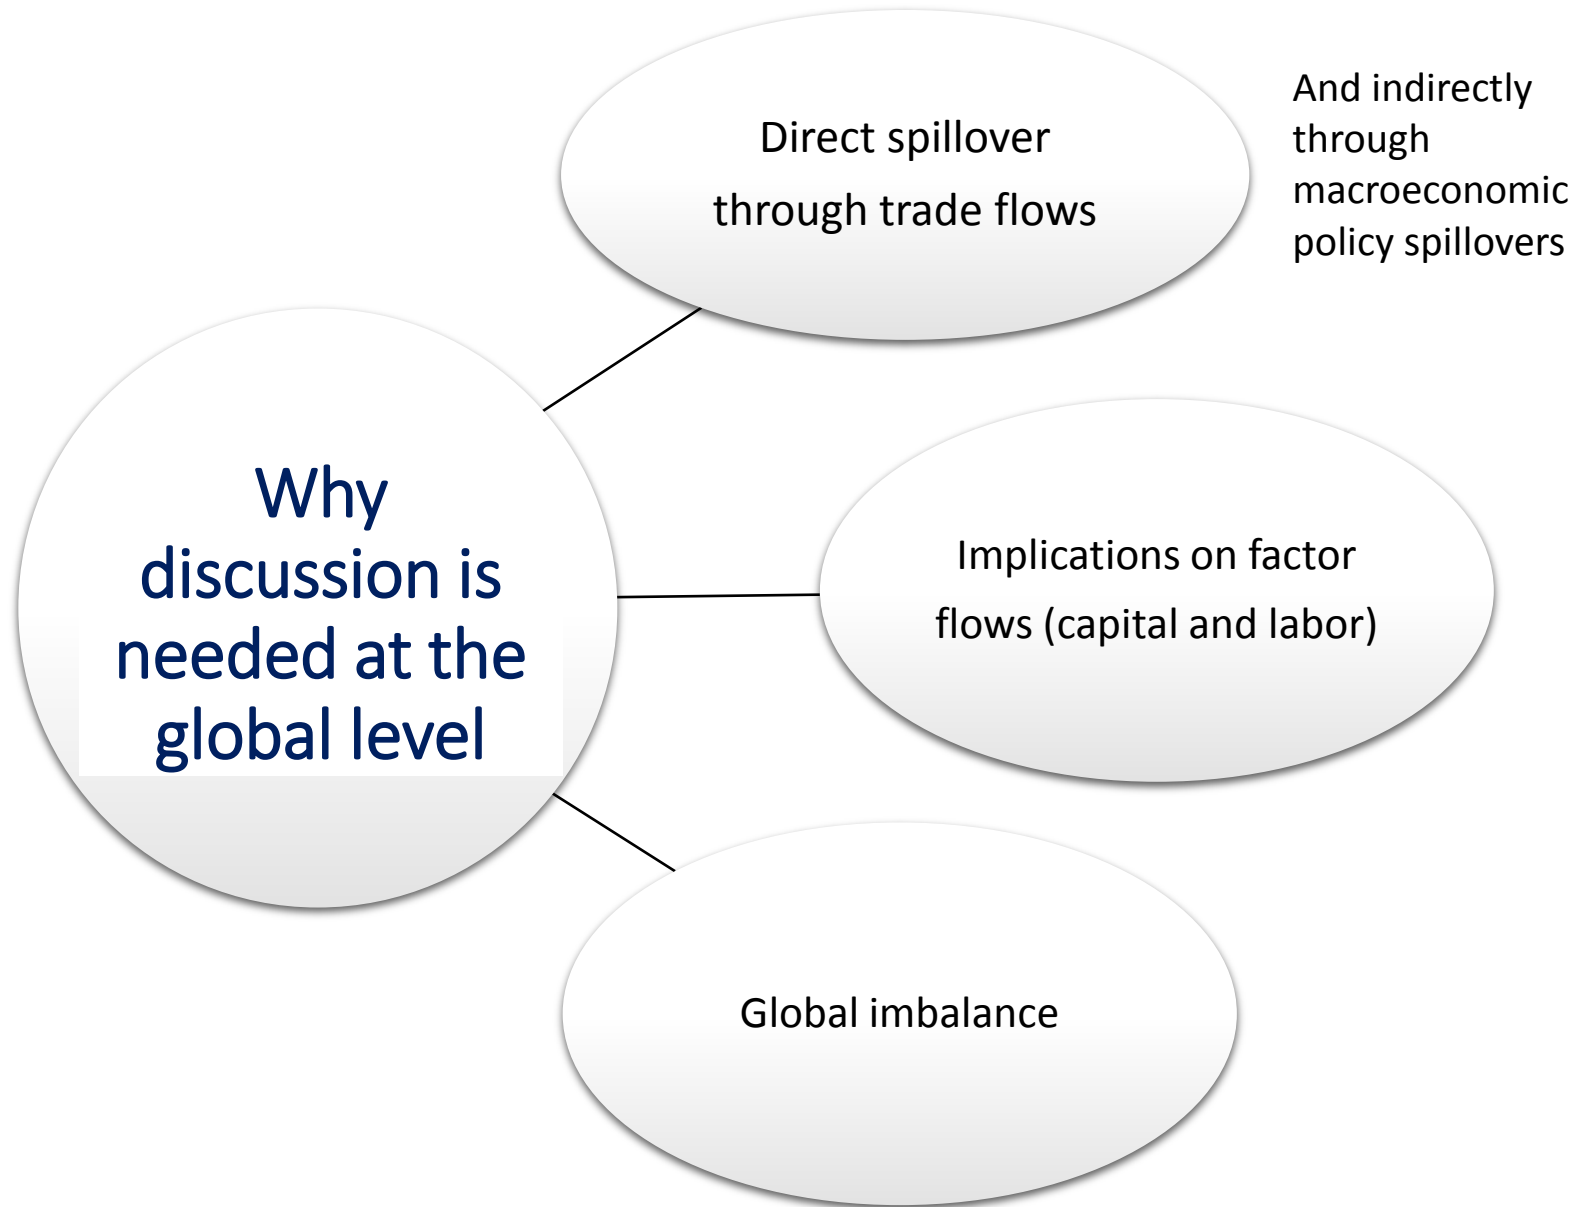 Why
discussion is
needed at the
global level
Direct spillover
through trade flows
And indirectly
through
macroeconomic
policy spillovers
Implications on factor
flows (capital and labor)
Global imbalance